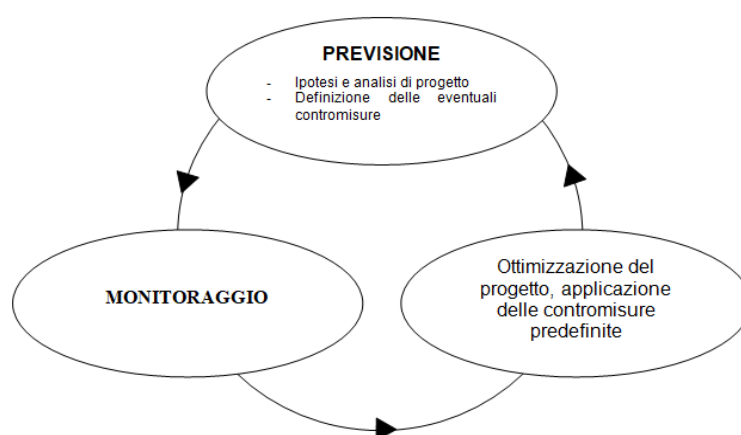 PREVISIONE
- Ipotesi e analisi di progetto
- Definizione delle eventuali
contromisure
MONITORAGGIO
Ottimizzazione del
progetto, applicazione
delle contromisure
predefinite